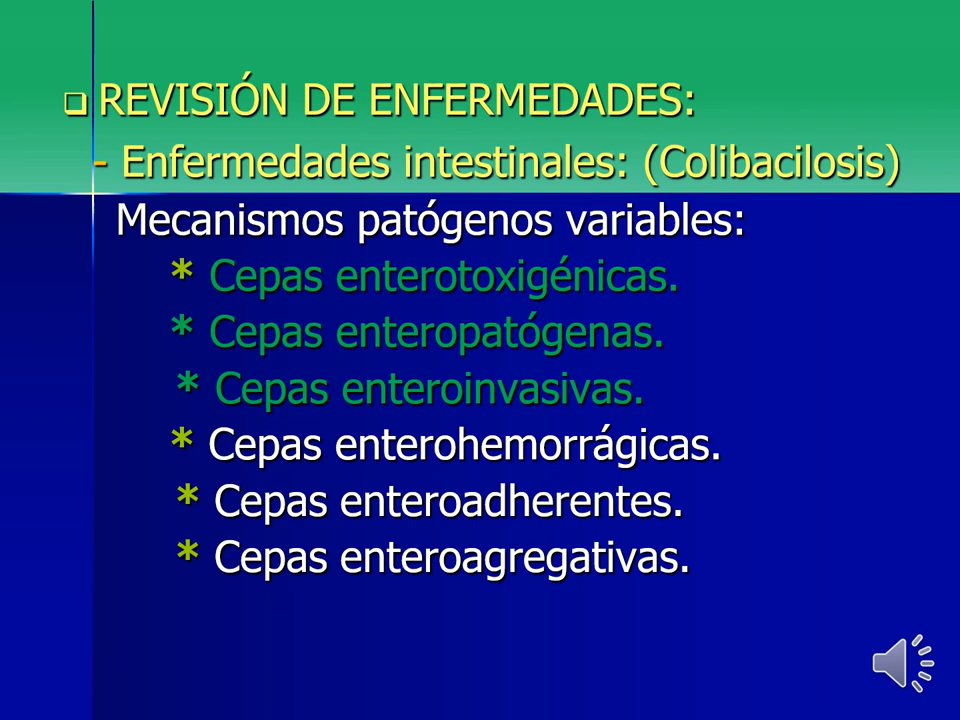 REVISIÓN DE ENFERMEDADES:
- Enfermedades intestinales: (Colibacilosis)
Mecanismos patógenos variables:
* Cepas enterotoxigénicas.
* Cepas enteropatógenas.
* Cepas enteroinvasivas.
* Cepas enterohemorrágicas.
* Cepas enteroadherentes.
* Cepas enteroagregativas.